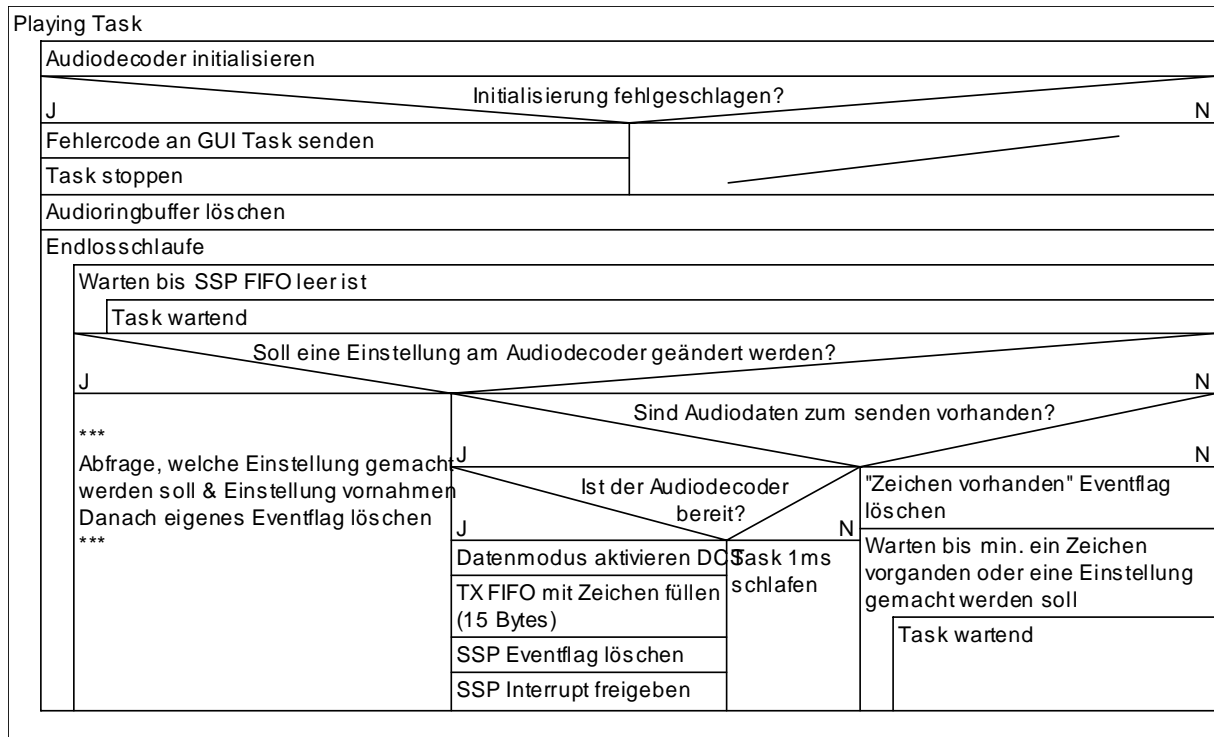 Playing Task
Audiodecoder initialisieren
Initialisierung fehlgeschlagen?
J
N
Fehlercode an GUI Task senden
Task stoppen
Audioringbuffer löschen
Endlosschlaufe
Warten bis SSP FIFO leer ist
Task wartend
Soll eine Einstellung am Audiodecoder geändert werden?
J
N
***
Abfrage, welche Einstellung gemacht
werden soll & Einstellung vornahmen
Danach eigenes Eventflag löschen
***
Sind Audiodaten zum senden vorhanden?
J
N
Ist der Audiodecoder
bereit?
J
N
Datenmodus aktivieren DCS
TX FIFO mit Zeichen füllen
(15 Bytes)
SSP Eventflag löschen
SSP Interrupt freigeben
Task 1ms
schlafen
"Zeichen vorhanden" Eventflag
löschen
Warten bis min. ein Zeichen
vorganden oder eine Einstellung
gemacht werden soll
Task wartend